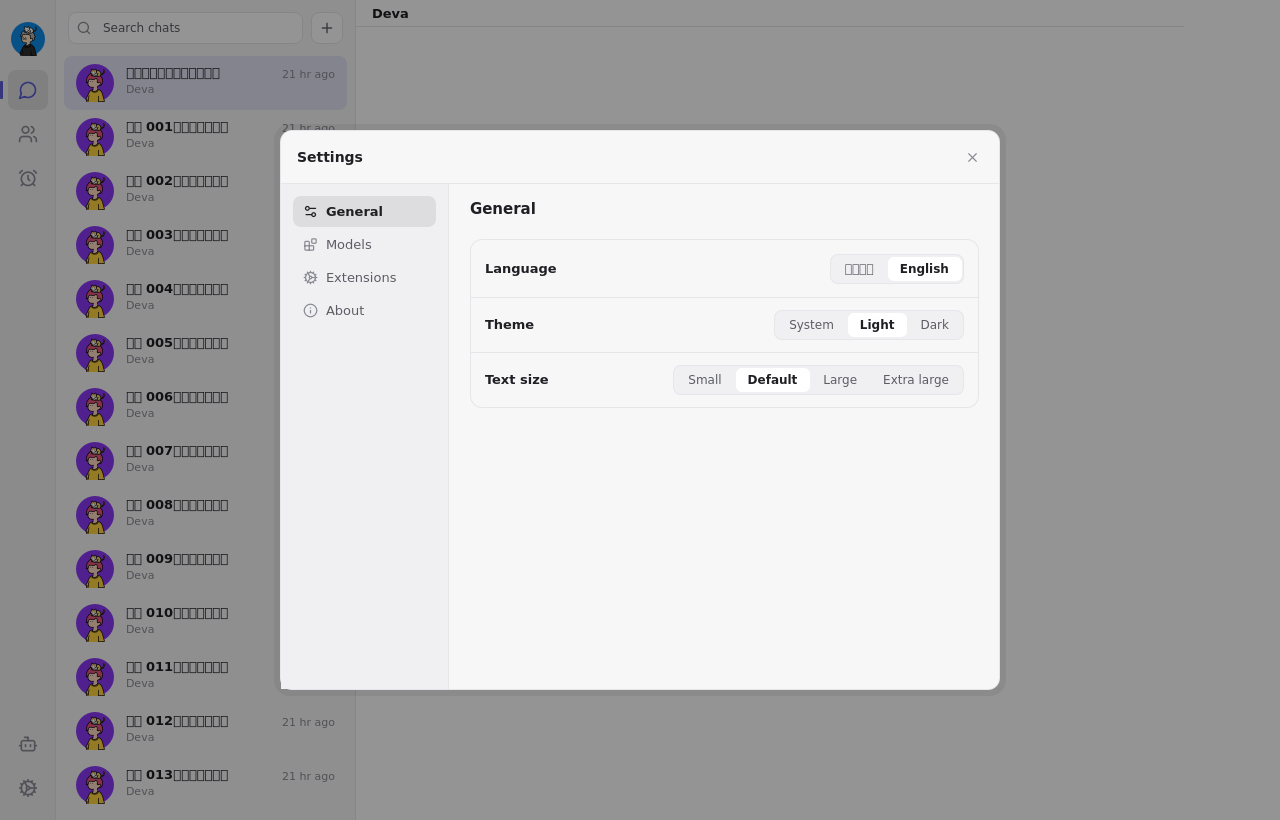 Search chats
Deva
21 hr ago
Deva
001
21 hr ago
Deva
002
Deva
003
Deva
004
Deva
005
Deva
006
Deva
007
Deva
008
Deva
009
Deva
010
Deva
011
Deva
012
21 hr ago
Deva
013
21 hr ago
Deva
Settings
General
Models
Extensions
About
General
Language
English
Theme
System Light Dark
Text size
Small Default Large Extra large